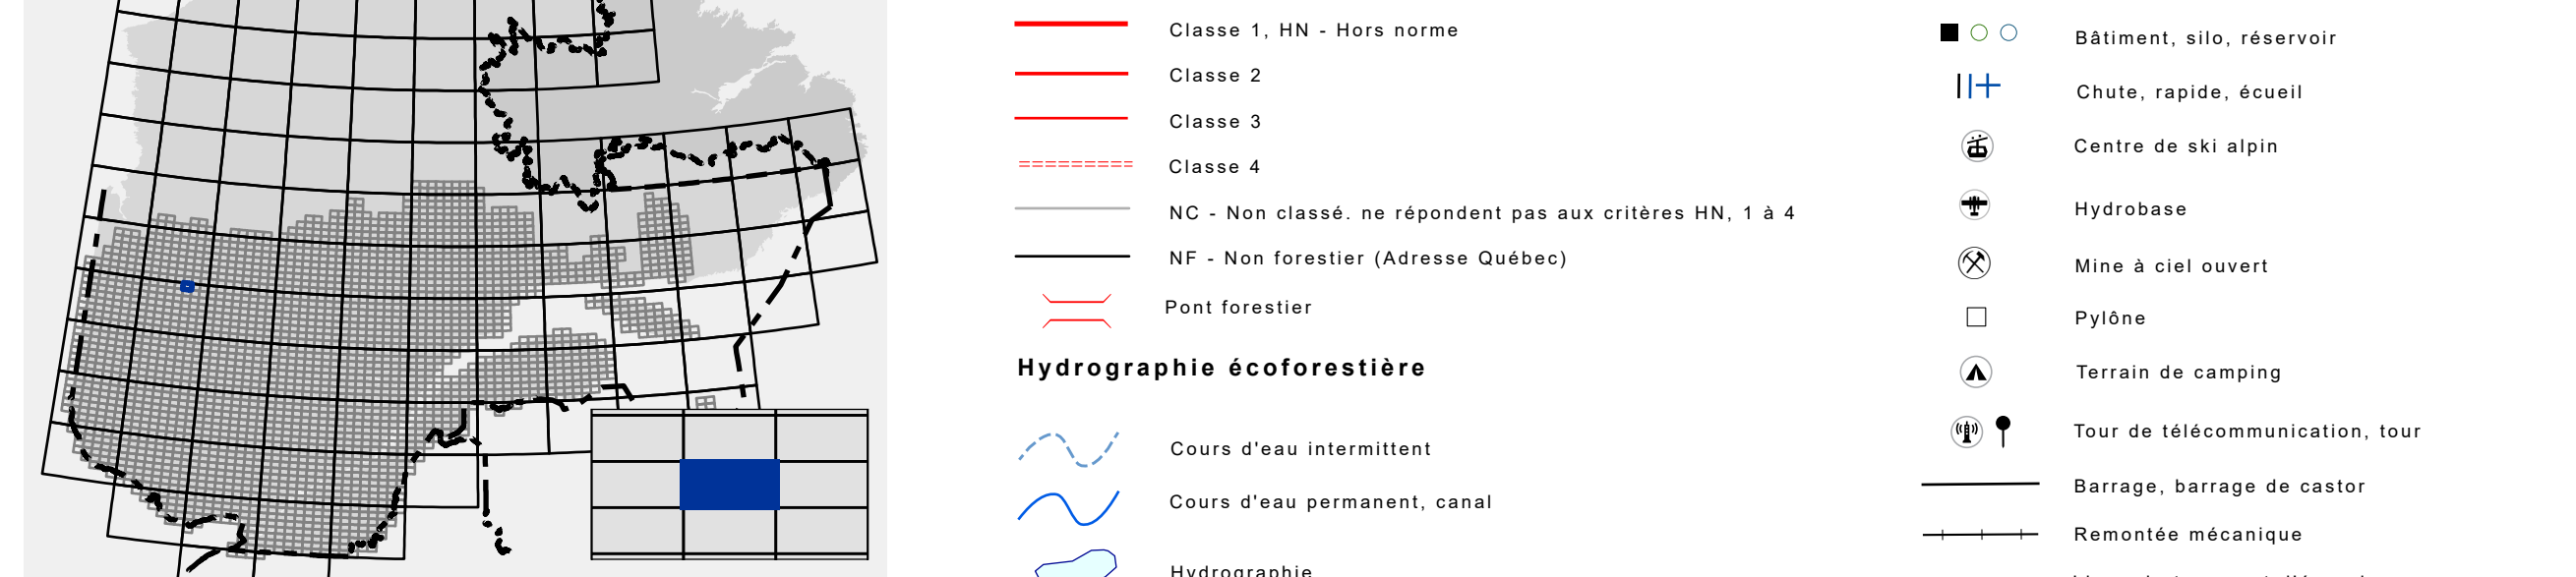 Classe 1, HN - Hors norme
Classe 2
Classe 3
Classe 4
NC - Non classé. ne répondent pas aux critères HN, 1 à 4
NF - Non forestier (Adresse Québec)
Pont forestier
Hydrographie écoforestière
Cours d'eau intermittent
Cours d'eau permanent, canal
Hydrographie
Bâtiment, silo, réservoir
Chute, rapide, écueil
Centre de ski alpin
Hydrobase
Mine à ciel ouvert
Pylône
Terrain de camping
Tour de télécommunication, tour
Barrage, barrage de castor
Remontée mécanique